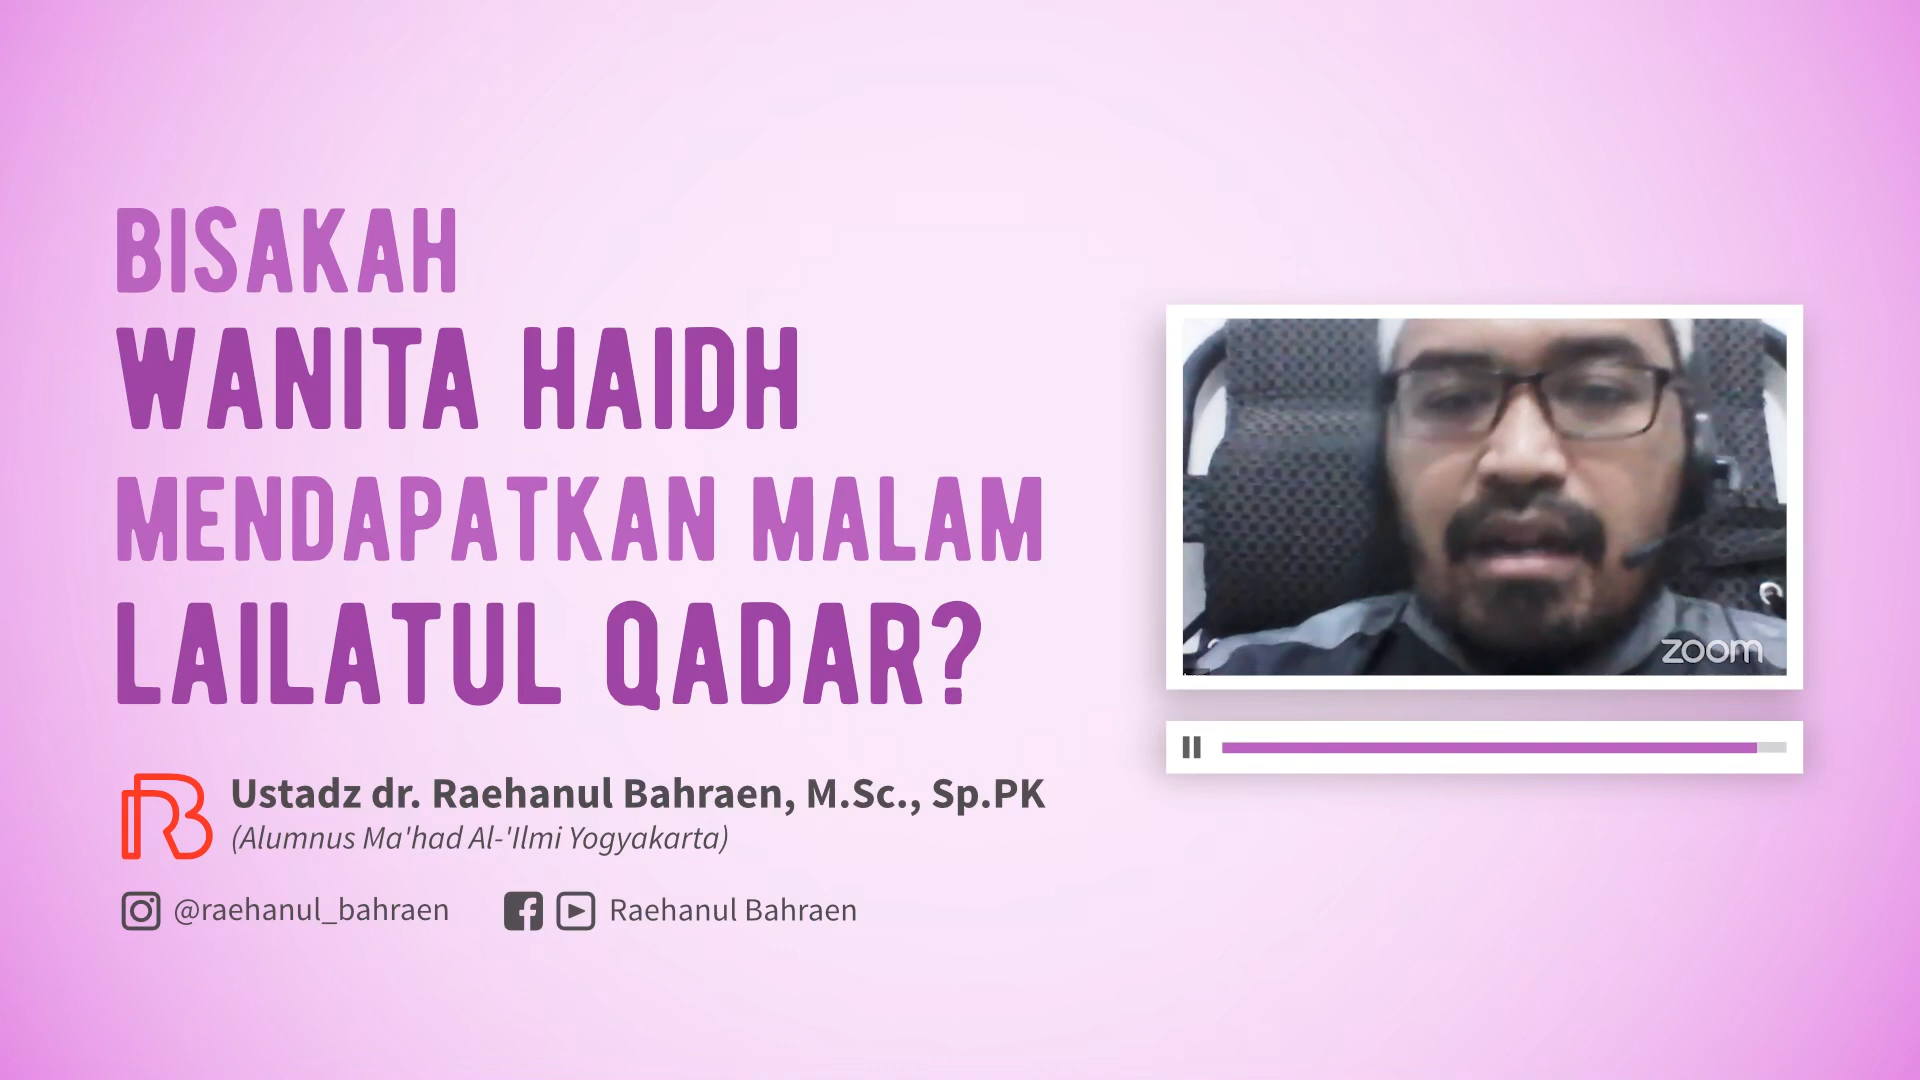 BISAKAH
WANITA HAIDH
MENDAPATKAN MALAM
LAILATUL QADAR?
Ustadz dr. Raehanul Bahraen, M.Sc., Sp.PK
(Alumnus Ma'had Al-'Ilmi Yogyakarta)
@raehanul_bahraen
Raehanul Bahraen
zoom